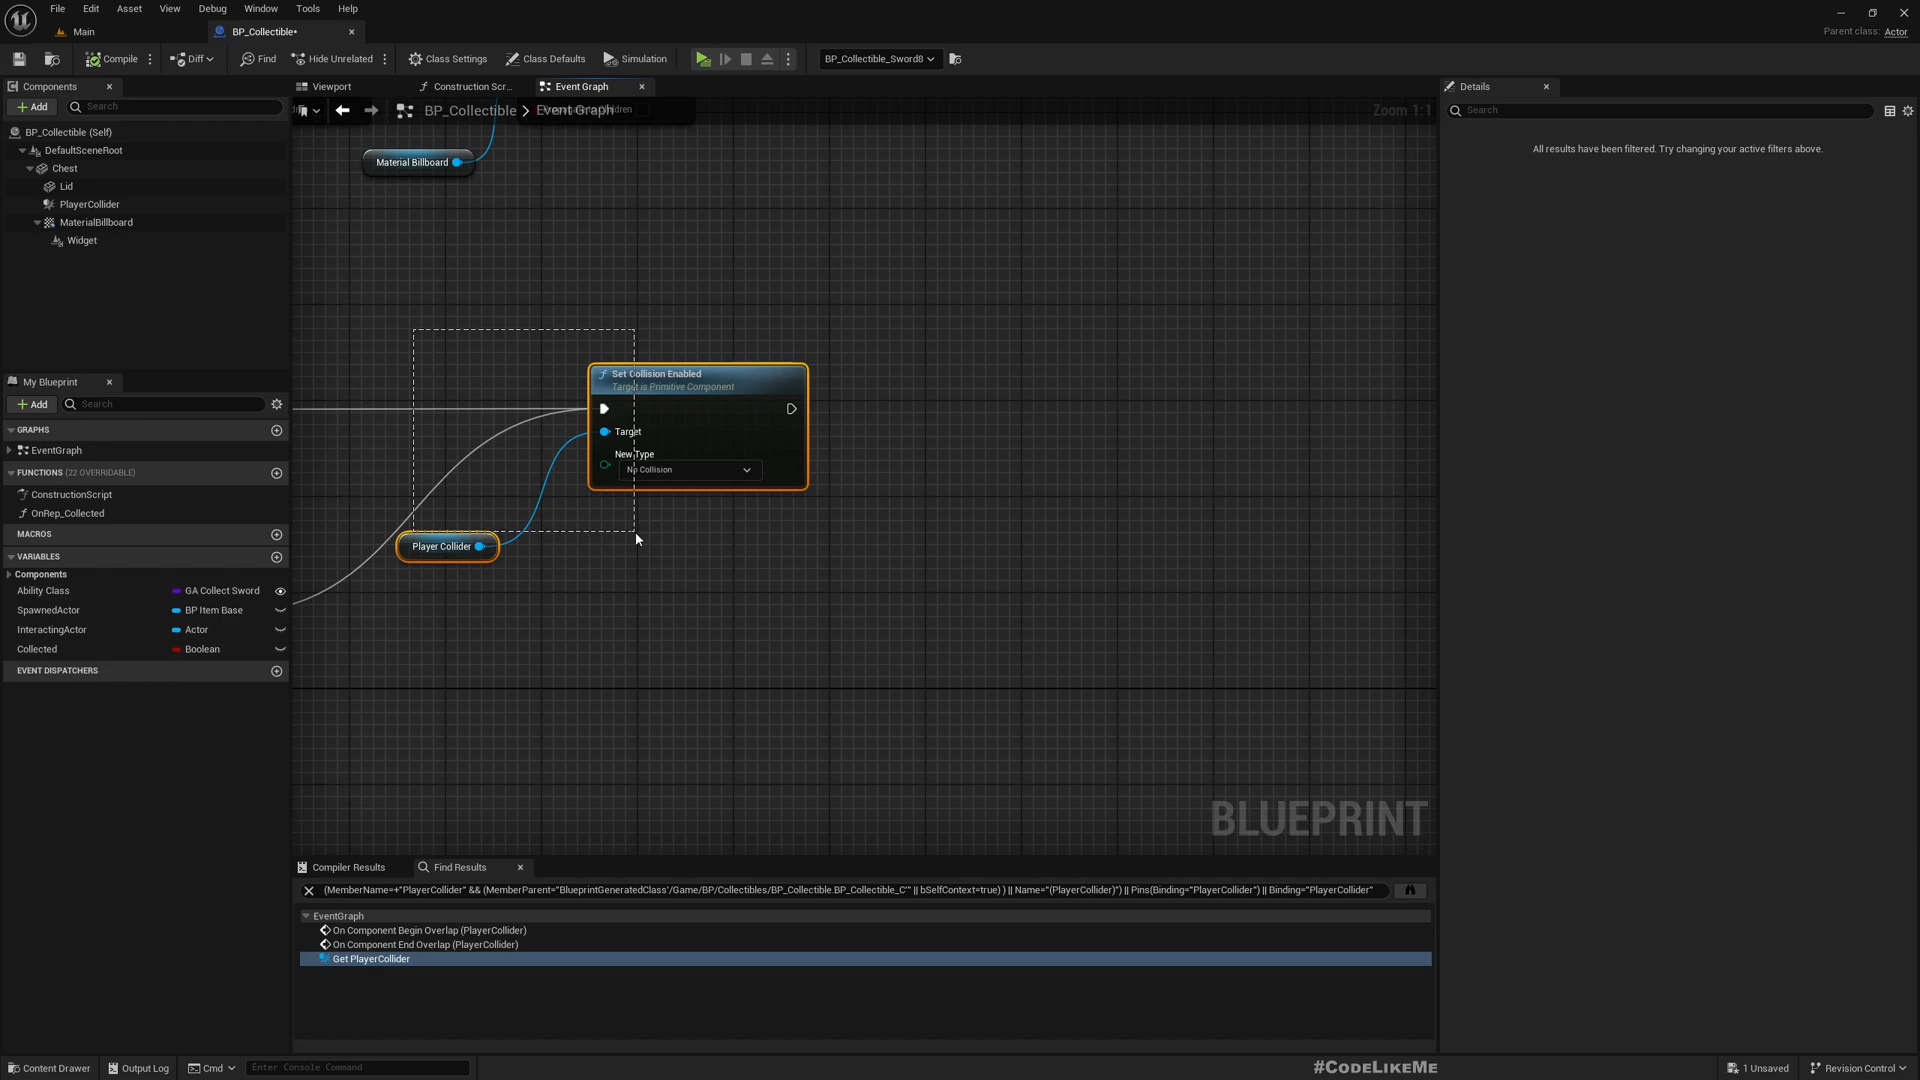 File Edit Asset View Debug Window Tools Help
Main
BP_Collectible*
Parent class: Actor
Compile
Diff
Find
Hide Unrelated
Class Settings
Class Defaults
Simulation
BP_Collectible_Sword8
Components
Add
Search
BP_Collectible (Self)
DefaultSceneRoot
Chest
Lid
PlayerCollider
MaterialBillboard
Widget
My Blueprint
Add
Search
GRAPHS
EventGraph
FUNCTIONS (22 OVERRIDABLE)
ConstructionScript
OnRep_Collected
MACROS
VARIABLES
Components
Ability Class GA Collect Sword
SpawnedActor BP Item Base
InteractingActor Actor
Collected Boolean
EVENT DISPATCHERS
Viewport
Construction Scr...
Event Graph
BP_Collectible > Event Graph
Zoom 1:1
Material Billboard
Set Collision Enabled
Target is Primitive Component
Target
New Type
No Collision
Player Collider
BLUEPRINT
Compiler Results
Find Results
(MemberName=+"PlayerCollider" && (MemberParent="BlueprintGeneratedClass'/Game/BP/Collectibles/BP_Collectible.BP_Collectible_C'" || bSelfContext=true) ) || Name="(PlayerCollider)") || Pins(Binding="PlayerCollider") || Binding="PlayerCollider"
EventGraph
On Component Begin Overlap (PlayerCollider)
On Component End Overlap (PlayerCollider)
Get PlayerCollider
Details
Search
All results have been filtered. Try changing your active filters above.
Content Drawer
Output Log
Cmd
Enter Console Command
#CODELIKEME
1 Unsaved
Revision Control